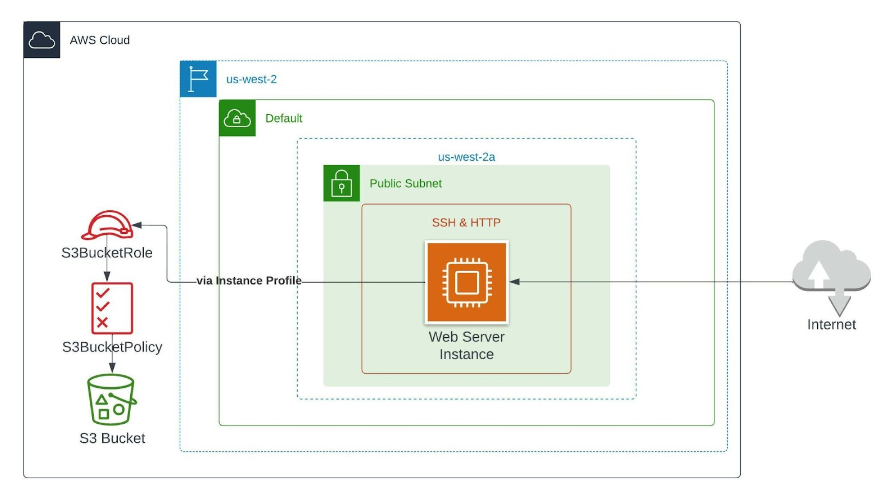 AWS Cloud
us-west-2
Default
us-west-2a
Public Subnet
SSH & HTTP
S3BucketRole
via Instance Profile
Web Server
Instance
Internet
S3BucketPolicy
S3 Bucket